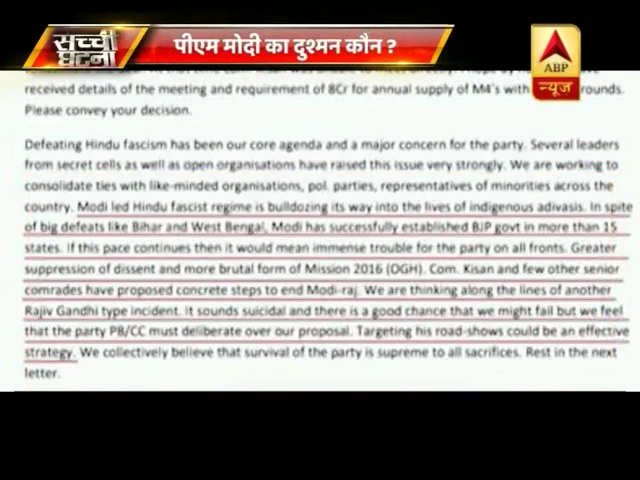 सच्ची
घटना
पीएम मोदी का दुश्मन कौन ?
ABP
न्यूज़
received details of the meeting and requirement of 8Cr for annual supply of M4's with rounds.
Please convey your decision.
Defeating Hindu fascism has been our core agenda and a major concern for the party. Several leaders
from secret cells as well as open organisations have raised this issue very strongly. We are working to
consolidate ties with like-minded organisations, pol. parties, representatives of minorities across the
country. Modi led Hindu fascist regime is bulldozing its way into the lives of indigenous adivasis. In spite
of big defeats like Bihar and West Bengal, Modi has successfully established BJP govt in more than 15
states. If this pace continues then it would mean immense trouble for the party on all fronts. Greater
suppression of dissent and more brutal form of Mission 2016 (OGH). Com. Kisan and few other senior
comrades have proposed concrete steps to end Modi-raj. We are thinking along the lines of another
Rajiv Gandhi type incident. It sounds suicidal and there is a good chance that we might fail but we feel
that the party PB/CC must deliberate over our proposal. Targeting his road-shows could be an effective
strategy. We collectively believe that survival of the party is supreme to all sacrifices. Rest in the next
letter.